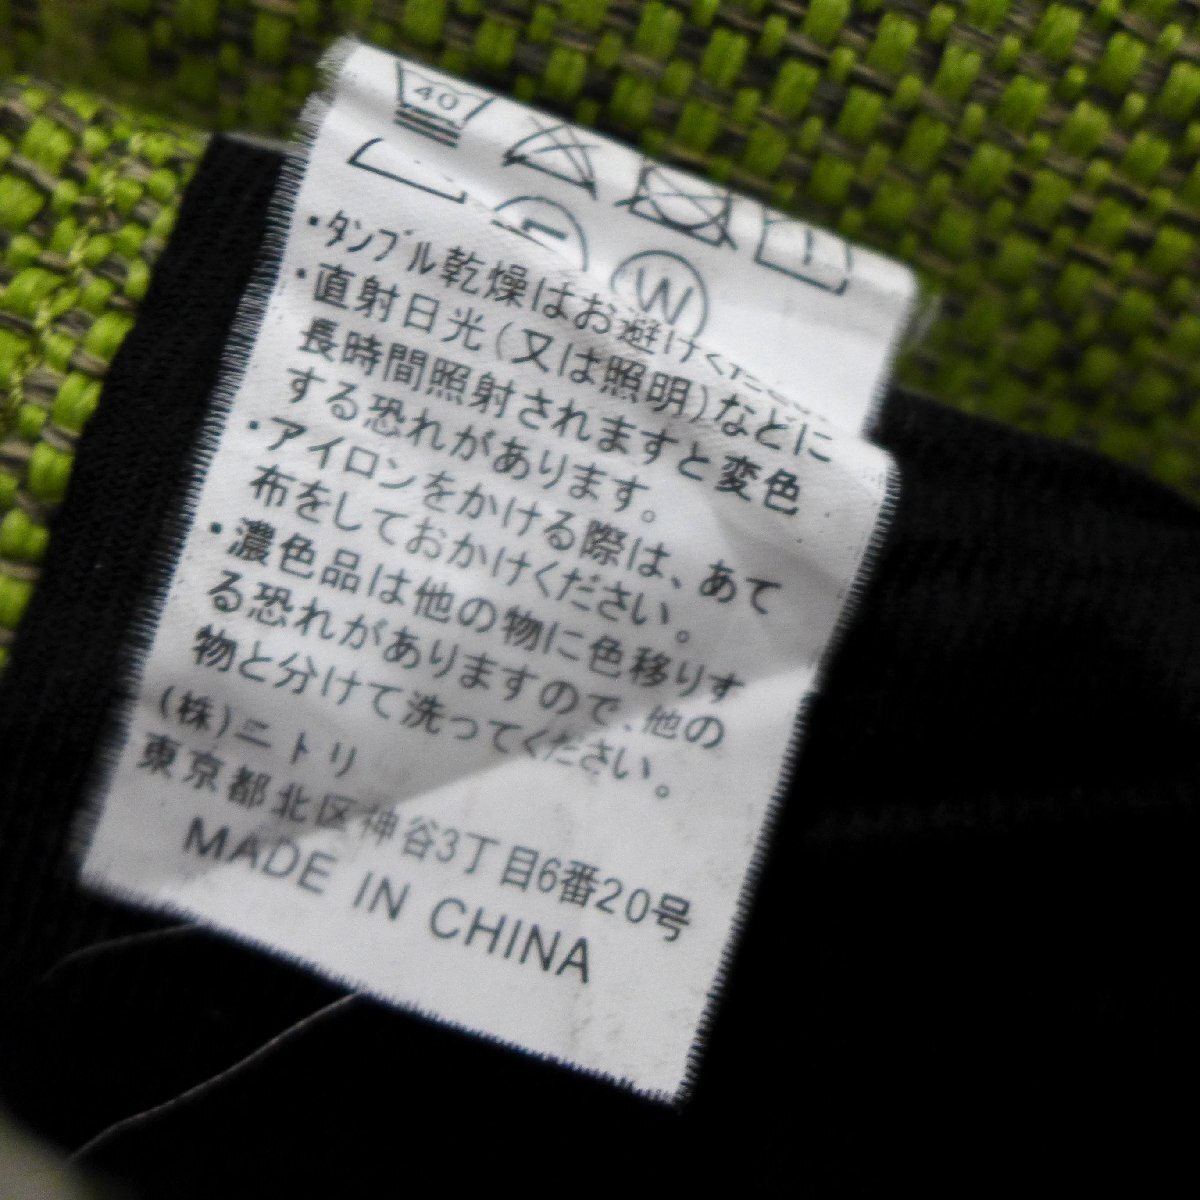 40
W
・タンブル乾燥はお避けください
・直射日光(又は照明)などに
長時間照射されますと変色
する恐れがあります。
・アイロンをかける際は、あて
布をしておかけください。
・濃色品は他の物に色移りす
る恐れがありますので、他の
物と分けて洗ってください。
(株)ニトリ
東京都北区神谷3丁目6番20号
MADE IN CHINA